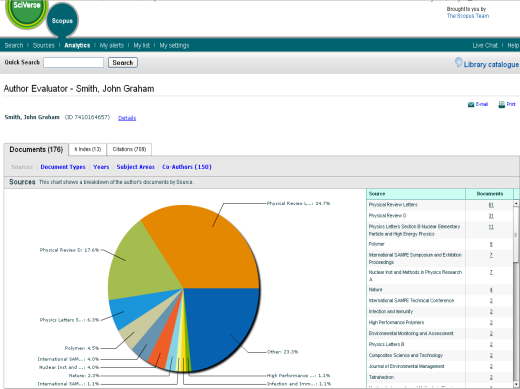 SciVerse
Scopus
Brought to you by
The Scopus Team
Search | Sources | Analytics | My alerts | My list | My settings
Live Chat | Help
Quick Search
Search
Library catalogue
Author Evaluator - Smith, John Graham
E-mail
Print
Smith, John Graham (ID 7410164657) Details
Documents (176)
h Index (13)
Citations (769)
Sources | Document Types | Years | Subject Areas | Co-Authors (150)
Sources This chart shows a breakdown of the author's documents by Source.
Physical Review L...: 34.7%
Physical Review D: 17.6%
Physics Letters S...: 6.3%
Polymer: 4.5%
International SAM...: 4.0%
Nuclear Inst and ...: 4.0%
Nature: 2.3%
International SAM...: 1.1%
Other: 23.3%
High Performance ...: 1.1%
Infection and Imm...: 1.1%
Source Documents
Physical Review Letters 61
Physical Review D 31
Physics Letters Section B Nuclear Elementary 11
Particle and High Energy Physics
Polymer 8
International SAMPE Symposium and Exhibition 7
Proceedings
Nuclear Inst and Methods in Physics Research 7
A
Nature 4
International SAMPE Technical Conference 2
Infection and Immunity 2
High Performance Polymers 2
Environmental Monitoring and Assessment 2
Physics Letters B 2
Composites Science and Technology 2
Journal of Environmental Management 2
Tetrahedron 2